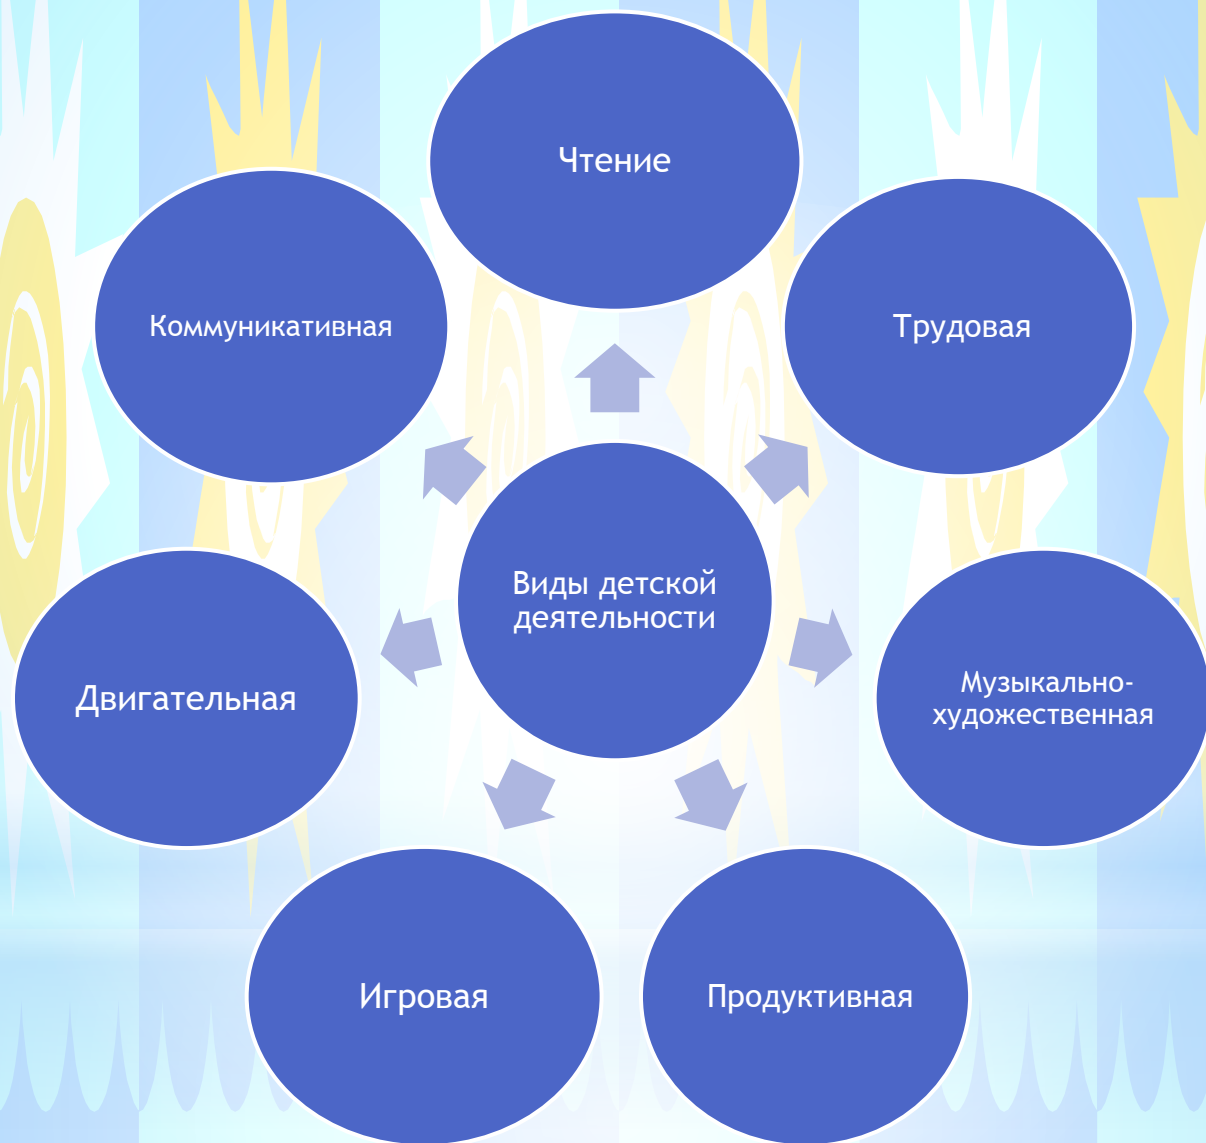 Чтение
Коммуникативная
Трудовая
Виды детской
деятельности
Двигательная
Музыкально-
художественная
Игровая
Продуктивная